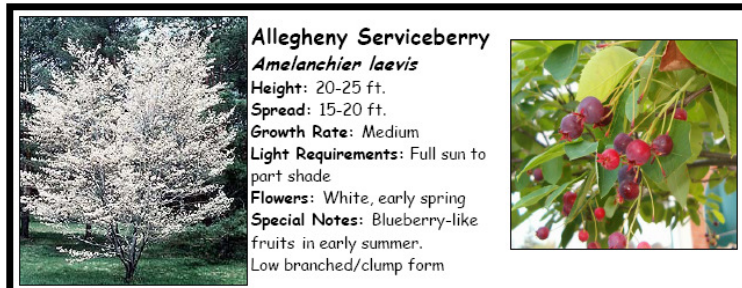 Allegheny Serviceberry
Amelanchier laevis
Height: 20-25 ft.
Spread: 15-20 ft.
Growth Rate: Medium
Light Requirements: Full sun to
part shade
Flowers: White, early spring
Special Notes: Blueberry-like
fruits in early summer.
Low branched/clump form